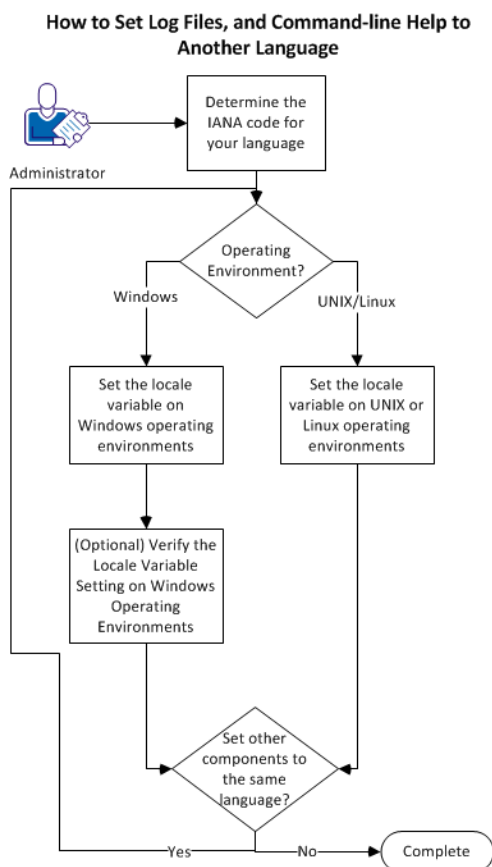 How to Set Log Files, and Command-line Help to
Another Language
Determine the
IANA code for
your language
Administrator
Operating
Environment?
Windows
UNIX/Linux
Set the locale
variable on
Windows operating
environments
Set the locale
variable on UNIX or
Linux operating
environments
(Optional) Verify the
Locale Variable
Setting on Windows
Operating
Environments
Set other
components to
the same
language?
Yes
No
Complete